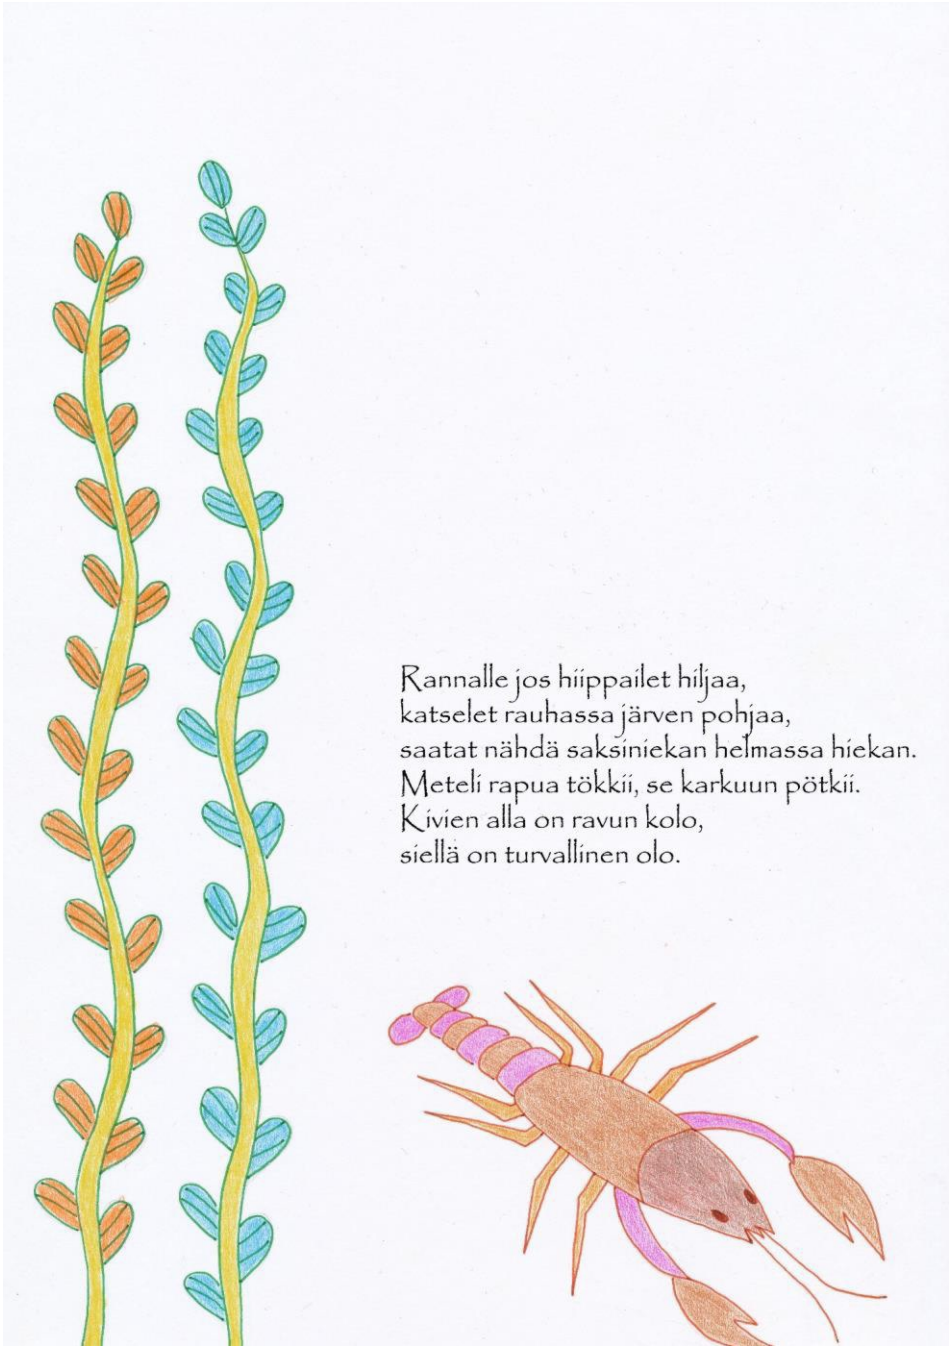 Rannalle jos hiippailet hiljaa,
katselet rauhassa järven pohjaa,
saatat nähdä saksiniekan helmassa hiekan.
Meteli rapua tökkii, se karkuun pötkii.
Kivien alla on ravun kolo,
siellä on turvallinen olo.